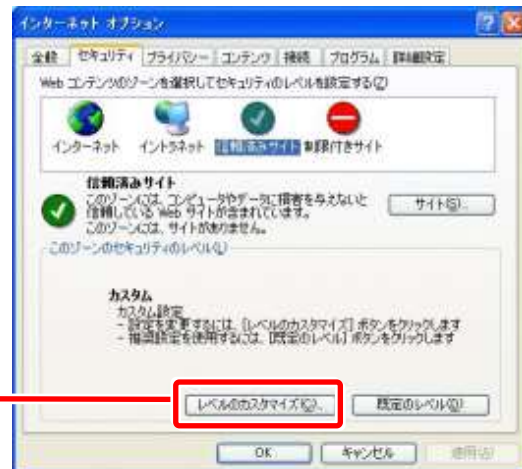 インターネット オプション
全般 セキュリティ プライバシー コンテンツ 接続 プログラム 詳細設定
Web コンテンツのゾーンを選択してセキュリティのレベルを設定する(Z)
インターネット イントラネット 信頼済みサイト 制限付きサイト
信頼済みサイト
このゾーンには、コンピュータやデータに損害を与えないと
信頼している Web サイトが含まれています。
このゾーンには、サイトがありません。
サイト(S)...
このゾーンのセキュリティのレベル(L)
カスタム
カスタム設定
- 設定を変更するには、[レベルのカスタマイズ] ボタンをクリックします
- 推奨設定を使用するには、[既定のレベル] ボタンをクリックします
レベルのカスタマイズ(C)... 既定のレベル(D)
OK キャンセル 適用(A)